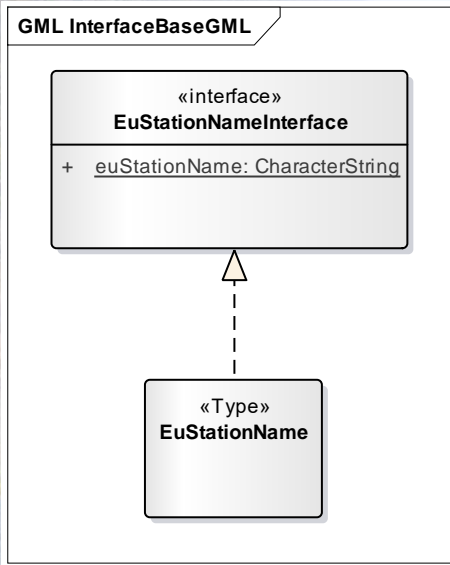 GML InterfaceBaseGML
«interface»
EuStationNameInterface
+ euStationName: CharacterString
«Type»
EuStationName